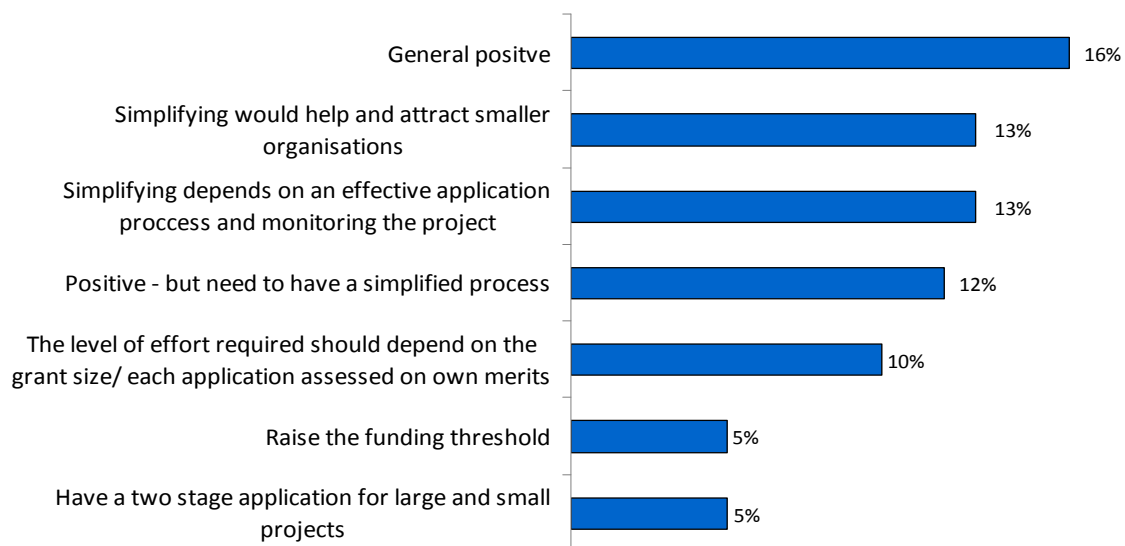 General positve
16%
Simplifying would help and attract smaller
organisations
13%
Simplifying depends on an effective application
proccess and monitoring the project
13%
Positive - but need to have a simplified process
12%
The level of effort required should depend on the
grant size/ each application assessed on own merits
10%
Raise the funding threshold
5%
Have a two stage application for large and small
projects
5%